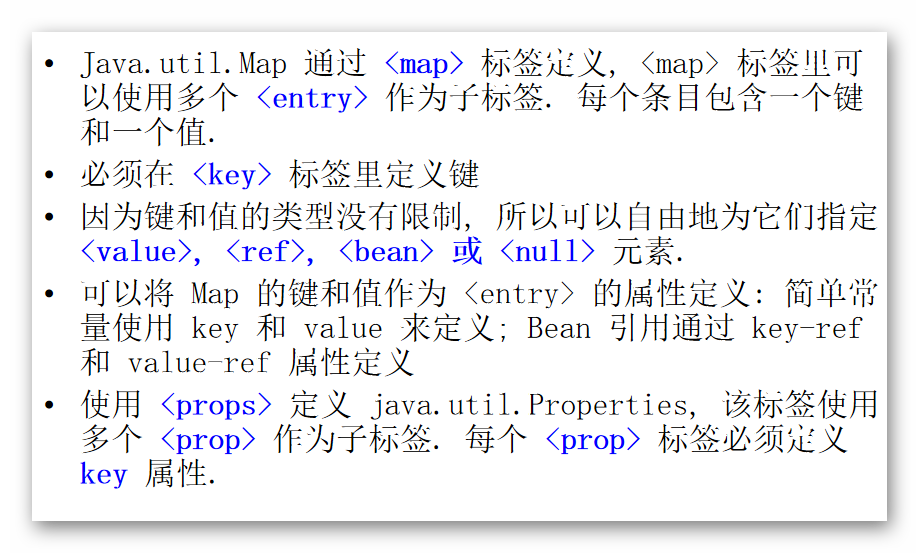 • Java.util.Map 通过 <map> 标签定义, <map> 标签里可
以使用多个 <entry> 作为子标签. 每个条目包含一个键
和一个值.
• 必须在 <key> 标签里定义键
• 因为键和值的类型没有限制, 所以可以自由地为它们指定
<value>, <ref>, <bean> 或 <null> 元素.
• 可以将 Map 的键和值作为 <entry> 的属性定义: 简单常
量使用 key 和 value 来定义; Bean 引用通过 key-ref
和 value-ref 属性定义
• 使用 <props> 定义 java.util.Properties, 该标签使用
多个 <prop> 作为子标签. 每个 <prop> 标签必须定义
key 属性.